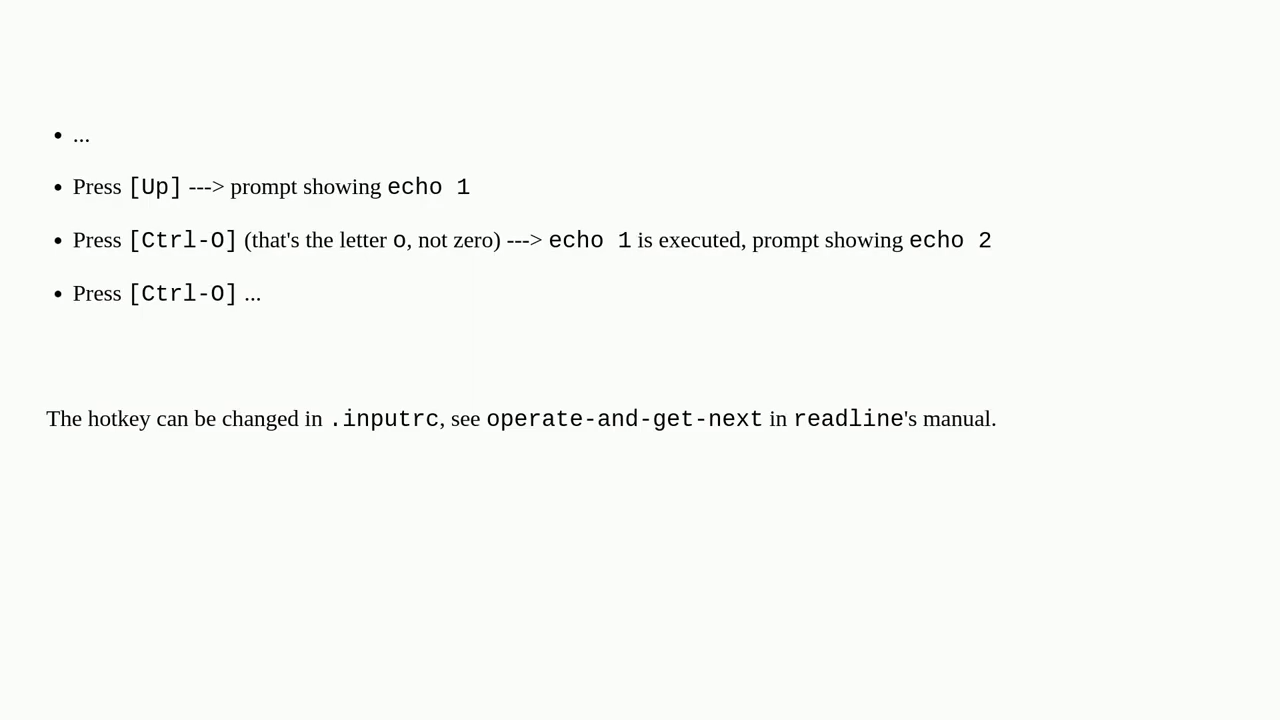 • ...
• Press [Up] ---> prompt showing echo 1
• Press [Ctrl-O] (that's the letter o, not zero) ---> echo 1 is executed, prompt showing echo 2
• Press [Ctrl-O] ...
The hotkey can be changed in .inputrc, see operate-and-get-next in readline's manual.